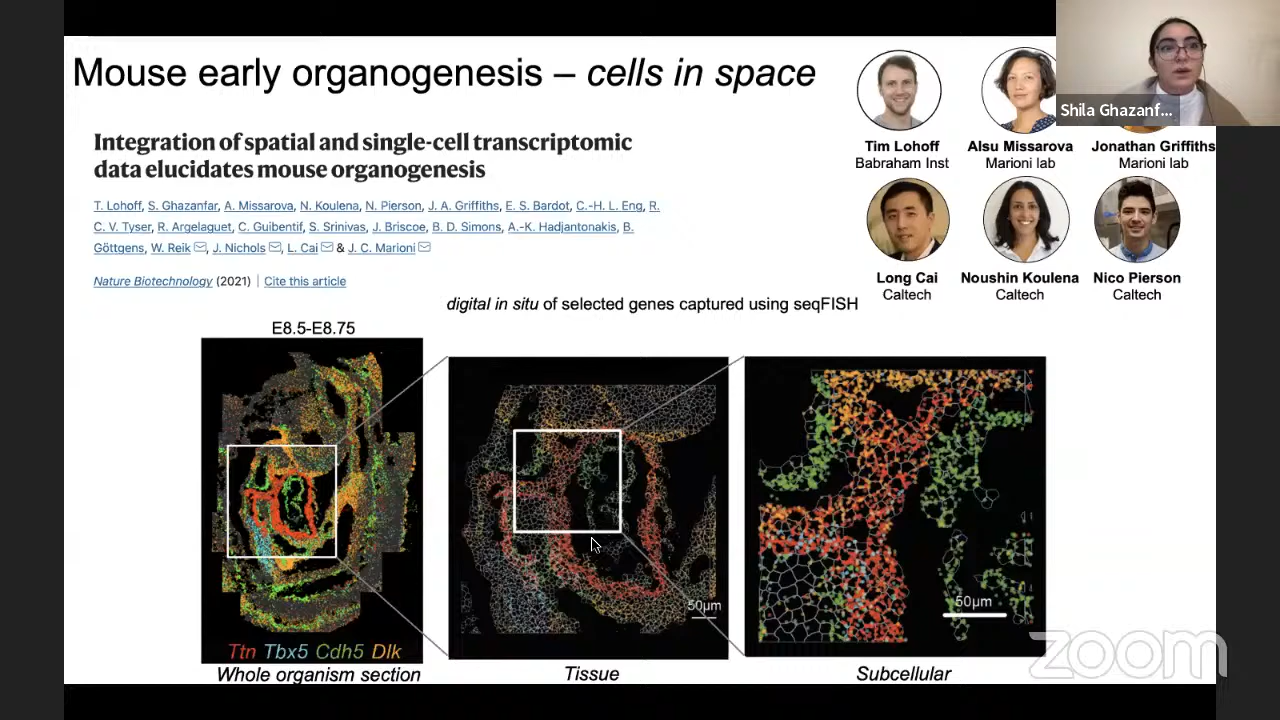 Mouse early organogenesis – cells in space
Shila Ghazanf...
Integration of spatial and single-cell transcriptomic
data elucidates mouse organogenesis
T. Lohoff, S. Ghazanfar, A. Missarova, N. Koulena, N. Pierson, J. A. Griffiths, E. S. Bardot, C.-H. L. Eng, R.
C. V. Tyser, R. Argelaguet, C. Guibentif, S. Srinivas, J. Briscoe, B. D. Simons, A.-K. Hadjantonakis, B.
Göttgens, W. Reik, J. Nichols, L. Cai & J. C. Marioni
Nature Biotechnology (2021) | Cite this article
Tim Lohoff
Babraham Inst
Alsu Missarova
Marioni lab
Jonathan Griffiths
Marioni lab
Long Cai
Caltech
Noushin Koulena
Caltech
Nico Pierson
Caltech
digital in situ of selected genes captured using seqFISH
E8.5-E8.75
Ttn Tbx5 Cdh5 Dlk
Whole organism section
50µm
Tissue
50µm
Subcellular
zoom